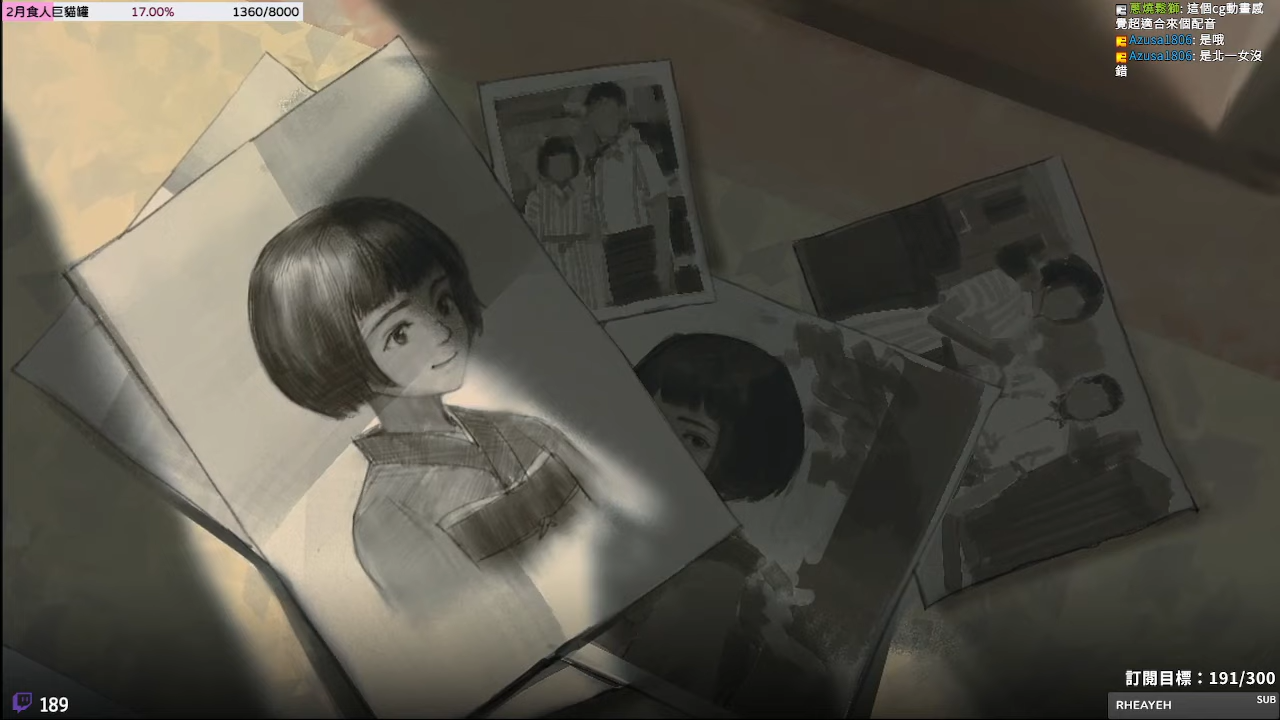 2月食人巨貓罐 17.00% 1360/8000
蔥燒鬆獅: 這個cg動畫感
覺超適合來個配音
Azusa1806: 是哦
Azusa1806: 是北一女沒
錯
訂閱目標：191/300
189
RHEAYEH SUB